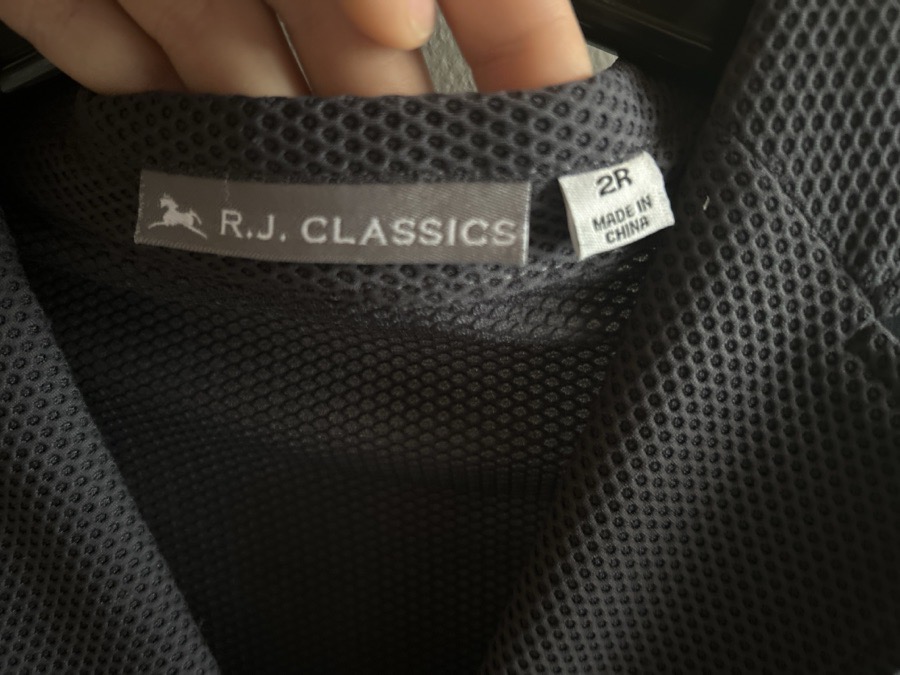 R.J. CLASSICS
2R
MADE IN
CHINA